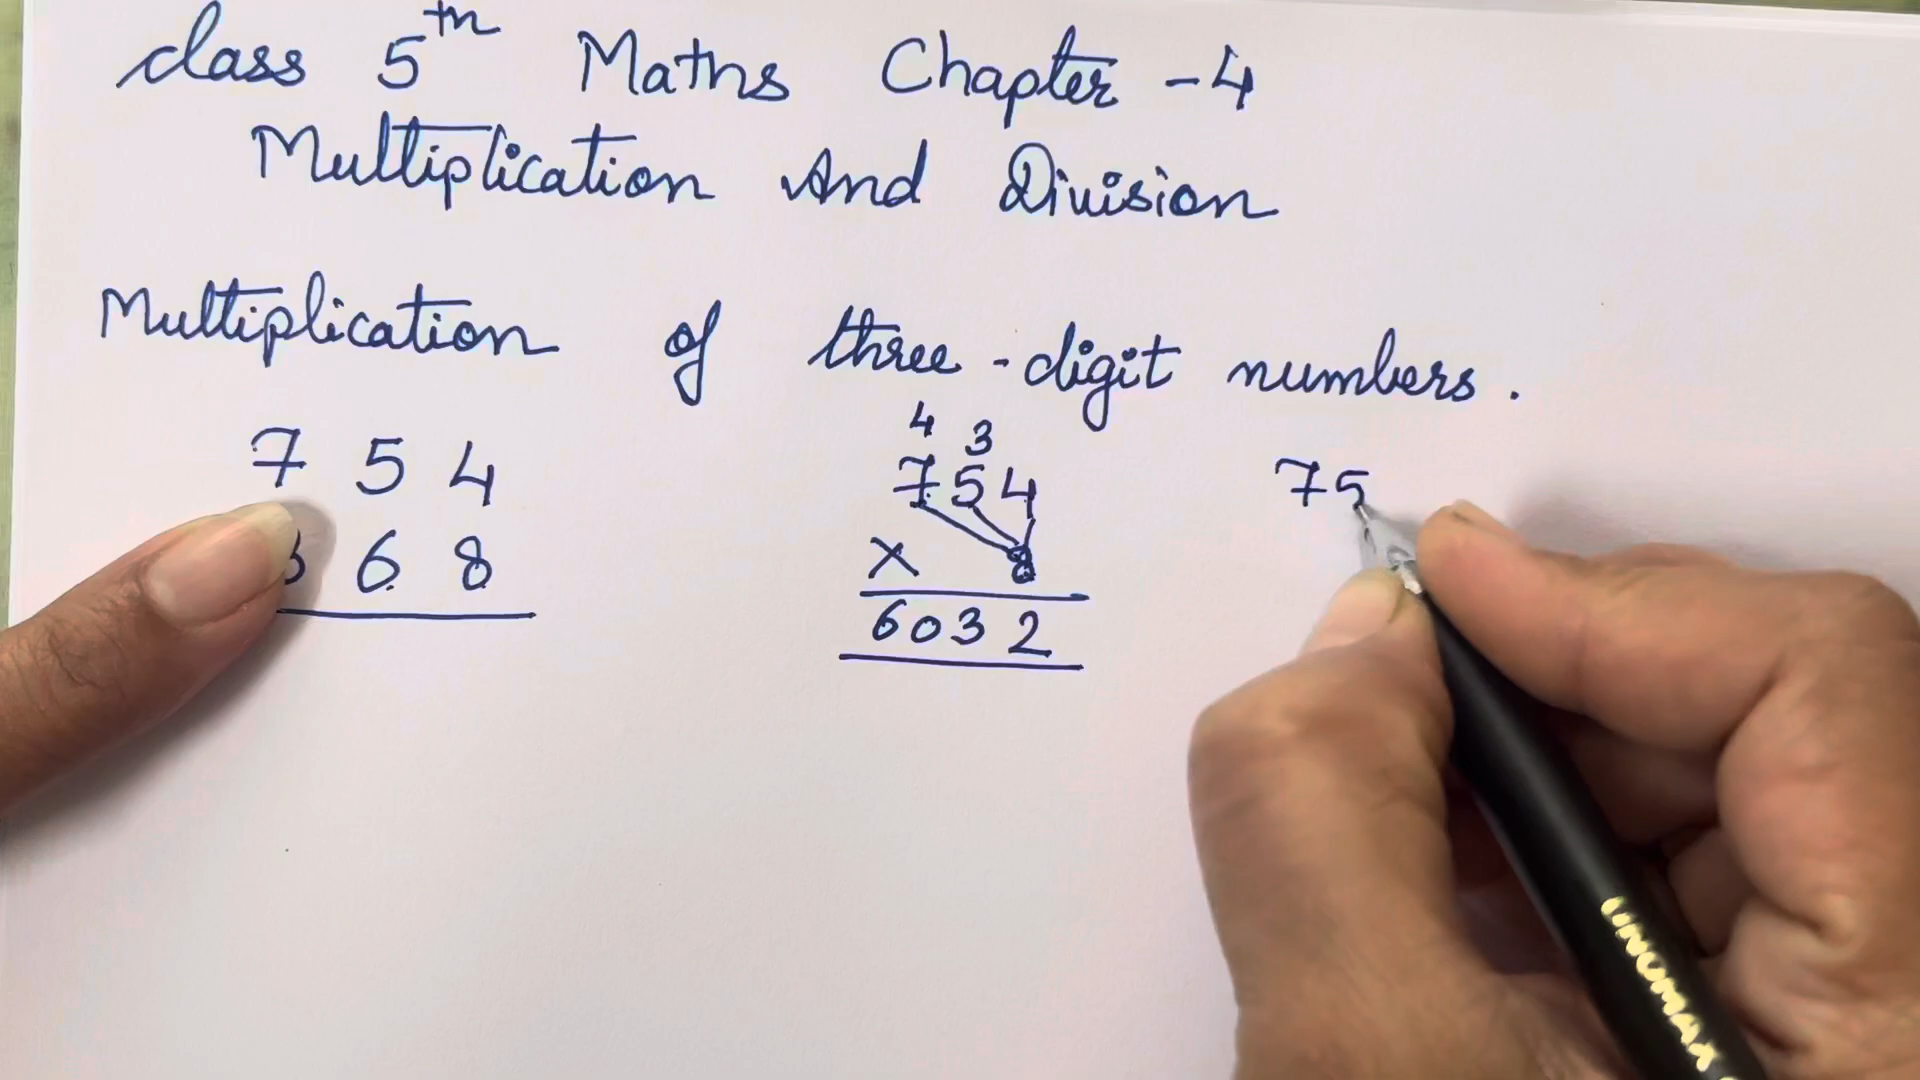 class 5th Maths Chapter - 4
Multiplication And Division
Multiplication of three - digit numbers.
7 5 4
6 8
4 3
754
× 8
6032
75
UNOMAX